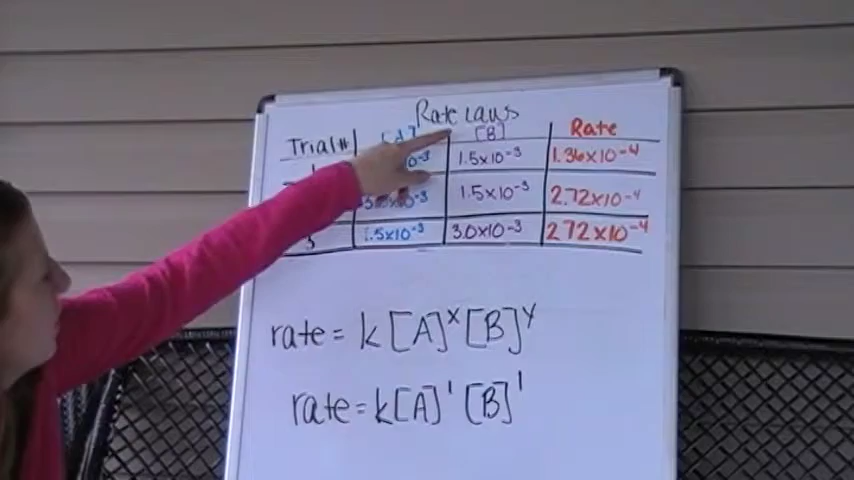 Rate Laws
Trial# [B] Rate
1.5x10⁻³ 1.36x10⁻⁴
1.5x10⁻³ 2.72x10⁻⁴
3 1.5x10⁻³ 3.0x10⁻³ 2.72x10⁻⁴
rate = k[A]ˣ[B]ʸ
rate = k[A]¹[B]¹